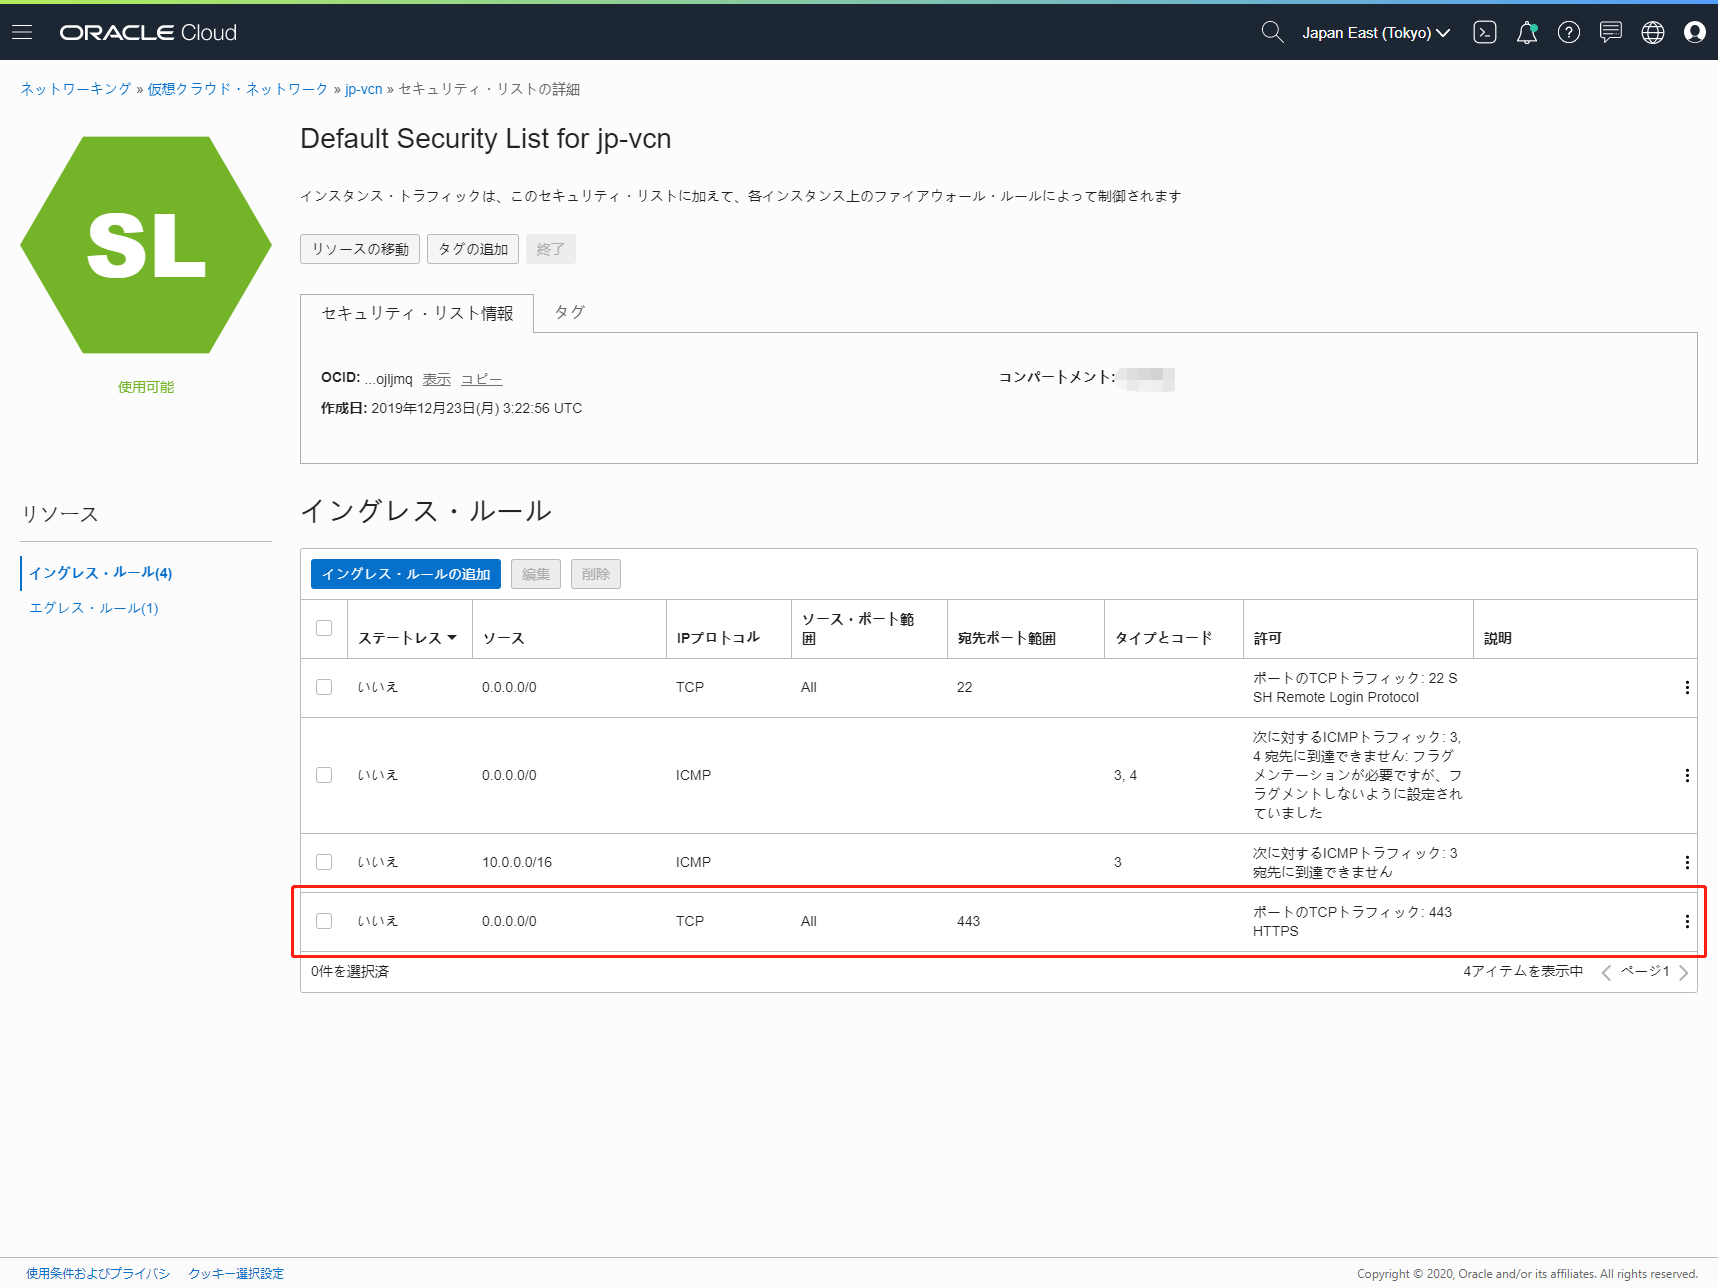 ORACLE Cloud
Japan East (Tokyo)
ネットワーキング » 仮想クラウド・ネットワーク » jp-vcn » セキュリティ・リストの詳細
SL
使用可能
Default Security List for jp-vcn
インスタンス・トラフィックは、このセキュリティ・リストに加えて、各インスタンス上のファイアウォール・ルールによって制御されます
リソースの移動 タグの追加 終了
セキュリティ・リスト情報 タグ
OCID: ...ojljmq 表示 コピー
コンパートメント:
作成日: 2019年12月23日(月) 3:22:56 UTC
リソース
イングレス・ルール(4)
エグレス・ルール(1)
イングレス・ルール
イングレス・ルールの追加 編集 削除
ステートレス ソース IPプロトコル ソース・ポート範
囲 宛先ポート範囲 タイプとコード 許可 説明
いいえ 0.0.0.0/0 TCP All 22 ポートのTCPトラフィック: 22 S
SH Remote Login Protocol
いいえ 0.0.0.0/0 ICMP 3, 4 次に対するICMPトラフィック: 3,
4 宛先に到達できません: フラグ
メンテーションが必要ですが、フ
ラグメントしないように設定され
ていました
いいえ 10.0.0.0/16 ICMP 3 次に対するICMPトラフィック: 3
宛先に到達できません
いいえ 0.0.0.0/0 TCP All 443 ポートのTCPトラフィック: 443
HTTPS
0件を選択済 4アイテムを表示中 ページ1
使用条件およびプライバシ クッキー選択設定
Copyright © 2020, Oracle and/or its affiliates. All rights reserved.